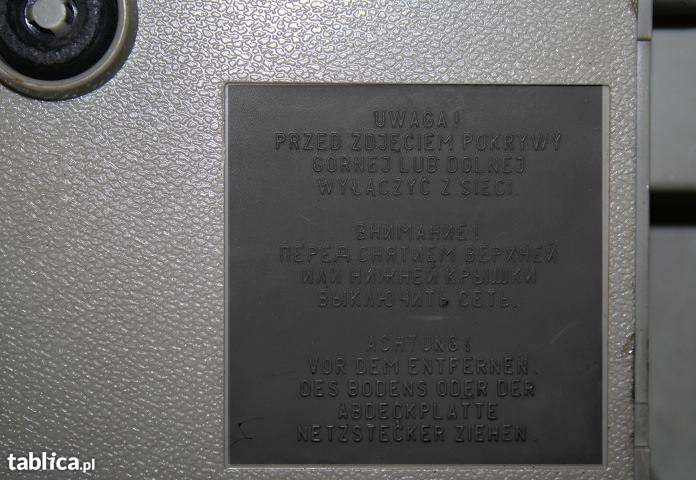 UWAGA!
PRZED ZDJĘCIEM POKRYWY
GÓRNEJ LUB DOLNEJ
WYŁĄCZYĆ Z SIECI.
ВНИМАНИЕ!
ПЕРЕД СНЯТИЕМ ВЕРХНЕЙ
ИЛИ НИЖНЕЙ КРЫШКИ
ВЫКЛЮЧИТЬ СЕТЬ.
ACHTUNG!
VOR DEM ENTFERNEN.
DES BODENS ODER DER
ABDECKPLATTE
NETZSTECKER ZIEHEN.
tablica.pl